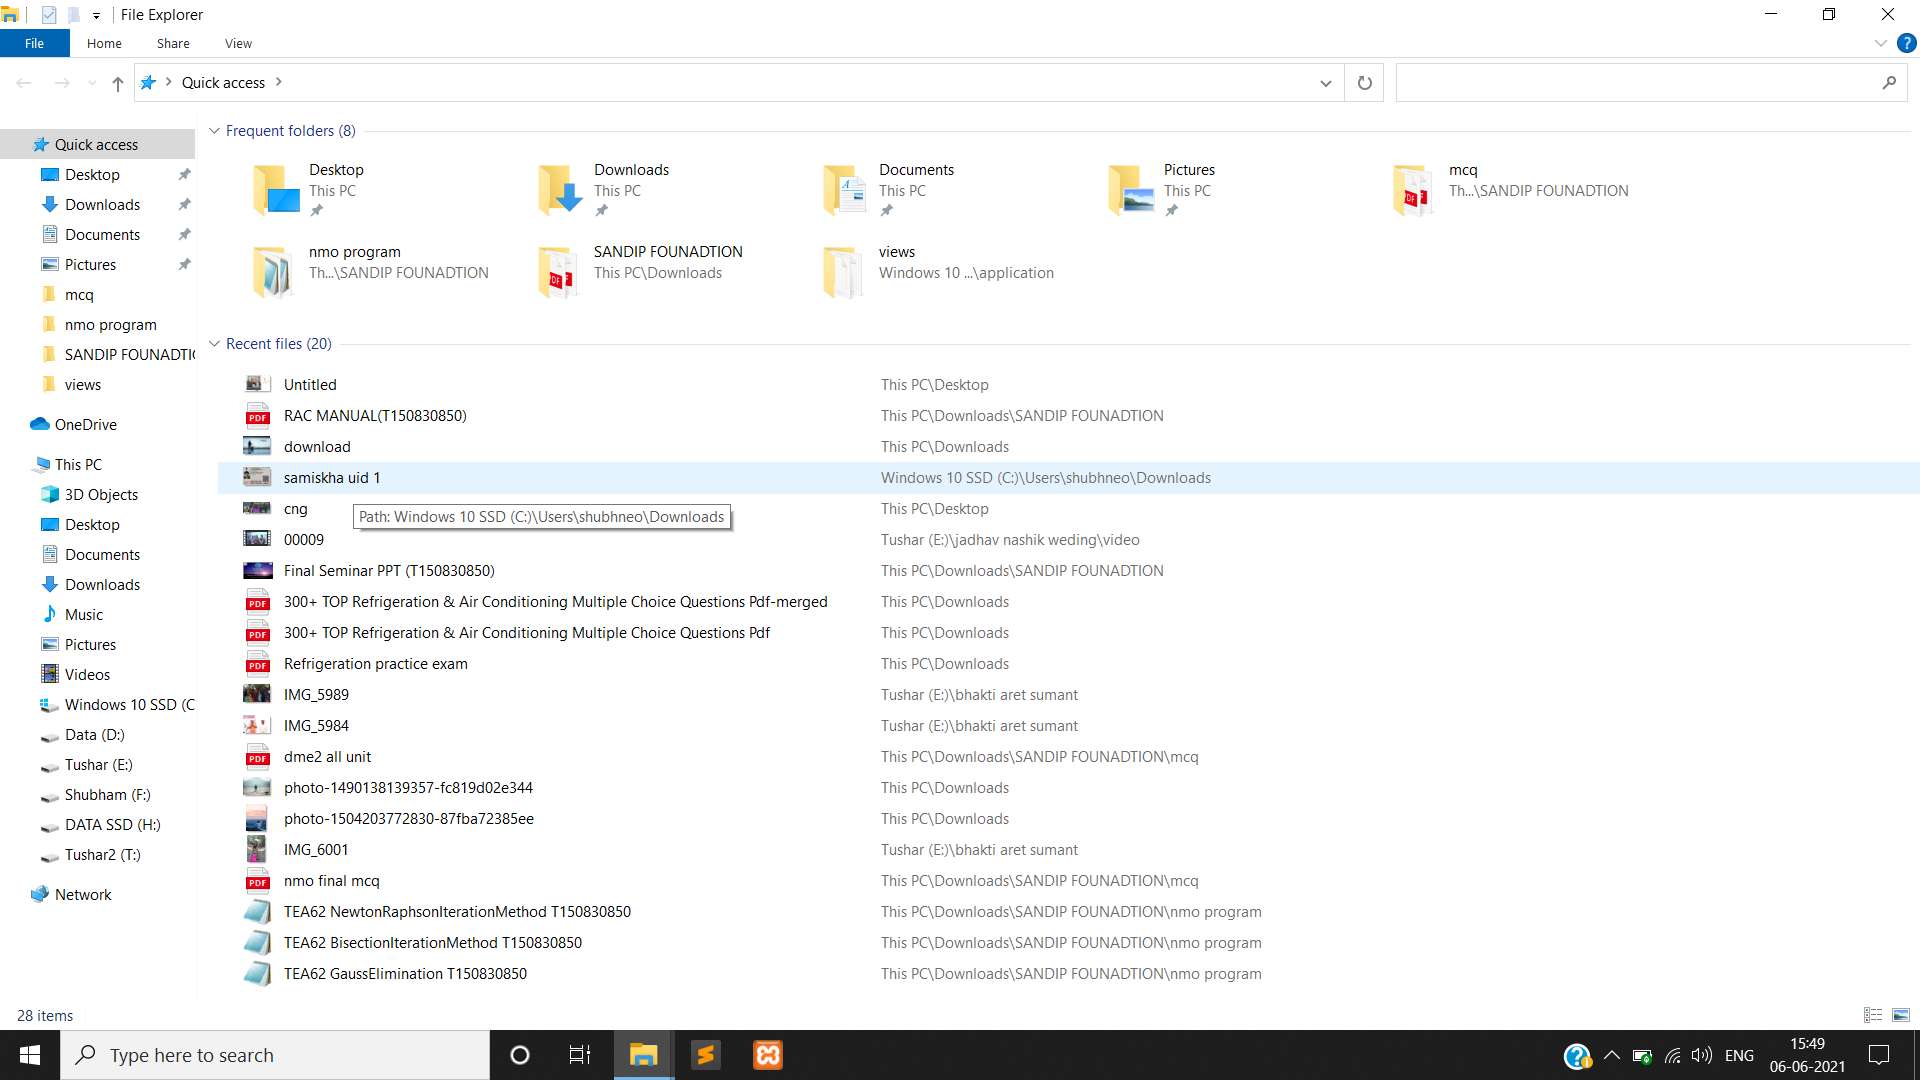 File Explorer
File Home Share View
Quick access
Quick access
Desktop
Downloads
Documents
Pictures
mcq
nmo program
SANDIP FOUNADTI
views
OneDrive
This PC
3D Objects
Desktop
Documents
Downloads
Music
Pictures
Videos
Windows 10 SSD (C
Data (D:)
Tushar (E:)
Shubham (F:)
DATA SSD (H:)
Tushar2 (T:)
Network
Frequent folders (8)
Desktop
This PC
Downloads
This PC
Documents
This PC
Pictures
This PC
mcq
Th...\SANDIP FOUNADTION
nmo program
Th...\SANDIP FOUNADTION
SANDIP FOUNADTION
This PC\Downloads
views
Windows 10 ...\application
Recent files (20)
Untitled This PC\Desktop
RAC MANUAL(T150830850) This PC\Downloads\SANDIP FOUNADTION
download This PC\Downloads
samiskha uid 1 Windows 10 SSD (C:)\Users\shubhneo\Downloads
cng This PC\Desktop
Path: Windows 10 SSD (C:)\Users\shubhneo\Downloads
00009 Tushar (E:)\jadhav nashik weding\video
Final Seminar PPT (T150830850) This PC\Downloads\SANDIP FOUNADTION
300+ TOP Refrigeration & Air Conditioning Multiple Choice Questions Pdf-merged This PC\Downloads
300+ TOP Refrigeration & Air Conditioning Multiple Choice Questions Pdf This PC\Downloads
Refrigeration practice exam This PC\Downloads
IMG_5989 Tushar (E:)\bhakti aret sumant
IMG_5984 Tushar (E:)\bhakti aret sumant
dme2 all unit This PC\Downloads\SANDIP FOUNADTION\mcq
photo-1490138139357-fc819d02e344 This PC\Downloads
photo-1504203772830-87fba72385ee This PC\Downloads
IMG_6001 Tushar (E:)\bhakti aret sumant
nmo final mcq This PC\Downloads\SANDIP FOUNADTION\mcq
TEA62 NewtonRaphsonIterationMethod T150830850 This PC\Downloads\SANDIP FOUNADTION\nmo program
TEA62 BisectionIterationMethod T150830850 This PC\Downloads\SANDIP FOUNADTION\nmo program
TEA62 GaussElimination T150830850 This PC\Downloads\SANDIP FOUNADTION\nmo program
28 items
Type here to search
ENG
15:49
06-06-2021